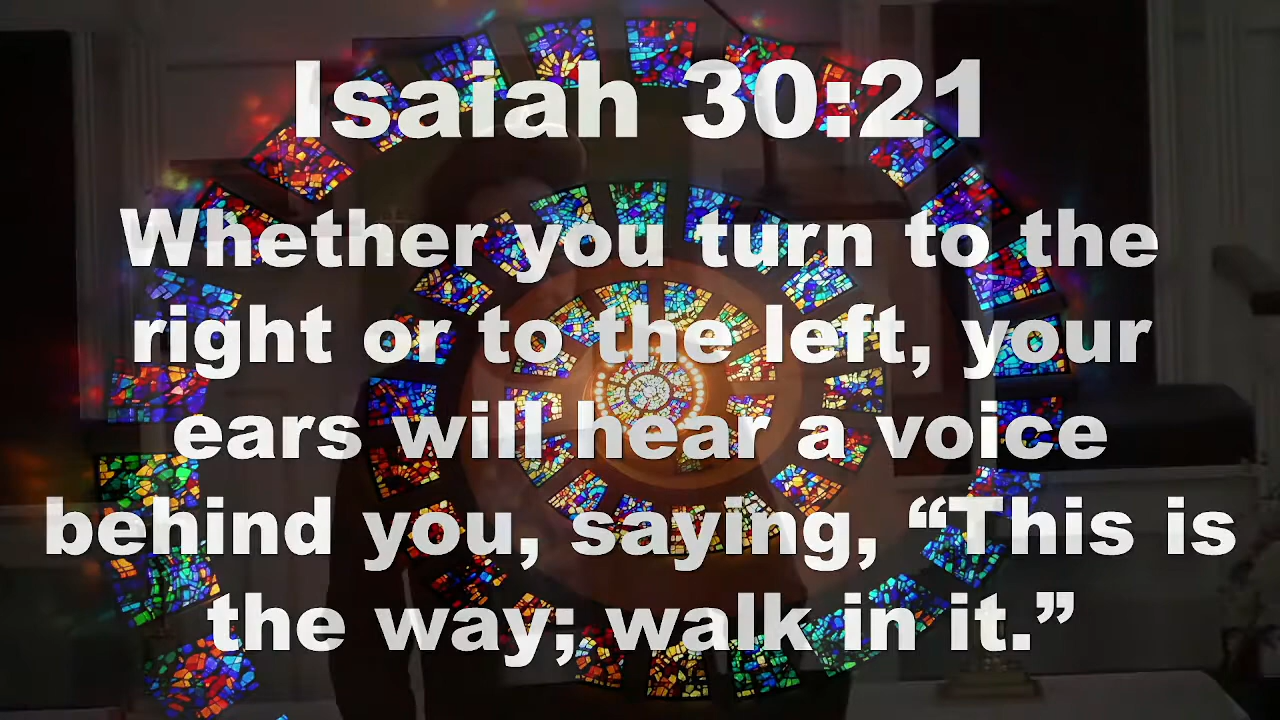 Isaiah 30:21
Whether you turn to the
right or to the left, your
ears will hear a voice
behind you, saying, “This is
the way; walk in it.”